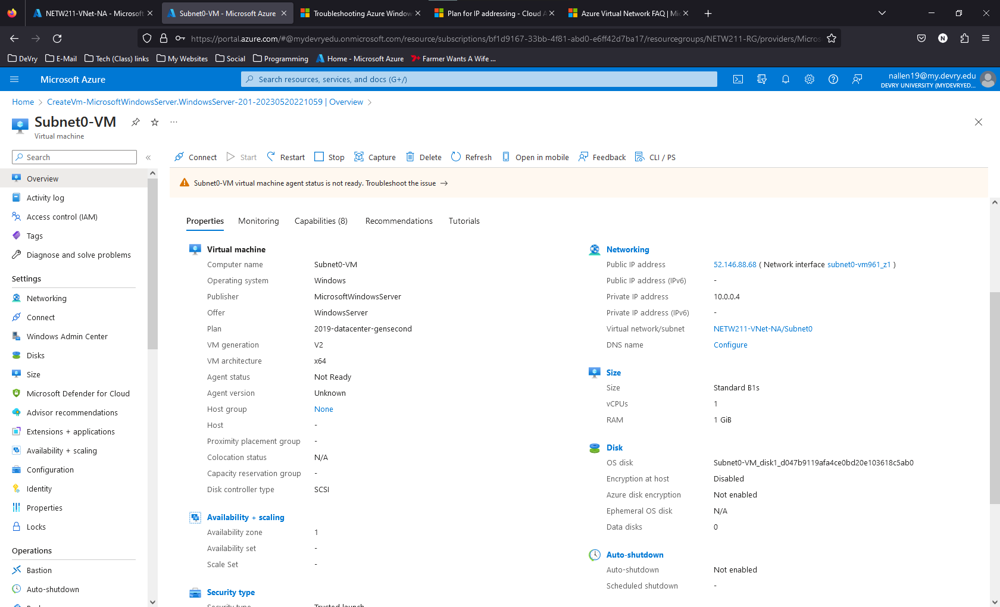 NETW211-VNet-NA - Microsoft
Subnet0-VM - Microsoft Azure
Troubleshooting Azure Window
Plan for IP addressing - Cloud A
Azure Virtual Network FAQ | Mic
https://portal.azure.com/#@mydevryedu.onmicrosoft.com/resource/subscriptions/bf1d9167-33bb-4f81-abd0-e6ff42d7ba17/resourcegroups/NETW211-RG/providers/Micros
N
DeVry
E-Mail
Tech (Class) links
My Websites
Social
Programming
Home - Microsoft Azure
Farmer Wants A Wife ...
Microsoft Azure
Search resources, services, and docs (G+/)
nallen19@my.devry.edu
DEVRY UNIVERSITY (MYDEVRYED...
Home > CreateVm-MicrosoftWindowsServer.WindowsServer-201-20230520221059 | Overview >
Subnet0-VM
Virtual machine
Search
Connect
Start
Restart
Stop
Capture
Delete
Refresh
Open in mobile
Feedback
CLI / PS
Subnet0-VM virtual machine agent status is not ready. Troubleshoot the issue →
Overview
Activity log
Access control (IAM)
Tags
Diagnose and solve problems
Settings
Networking
Connect
Windows Admin Center
Disks
Size
Microsoft Defender for Cloud
Advisor recommendations
Extensions + applications
Availability + scaling
Configuration
Identity
Properties
Locks
Operations
Bastion
Auto-shutdown
Properties
Monitoring
Capabilities (8)
Recommendations
Tutorials
Virtual machine
Computer name Subnet0-VM
Operating system Windows
Publisher MicrosoftWindowsServer
Offer WindowsServer
Plan 2019-datacenter-gensecond
VM generation V2
VM architecture x64
Agent status Not Ready
Agent version Unknown
Host group None
Host -
Proximity placement group -
Colocation status N/A
Capacity reservation group -
Disk controller type SCSI
Availability + scaling
Availability zone 1
Availability set -
Scale Set -
Security type
Security type Trusted launch
Networking
Public IP address 52.146.88.68 ( Network interface subnet0-vm961_z1 )
Public IP address (IPv6) -
Private IP address 10.0.0.4
Private IP address (IPv6) -
Virtual network/subnet NETW211-VNet-NA/Subnet0
DNS name Configure
Size
Size Standard B1s
vCPUs 1
RAM 1 GiB
Disk
OS disk Subnet0-VM_disk1_d047b9119afa4ce0bd20e103618c5ab0
Encryption at host Disabled
Azure disk encryption Not enabled
Ephemeral OS disk N/A
Data disks 0
Auto-shutdown
Auto-shutdown Not enabled
Scheduled shutdown -